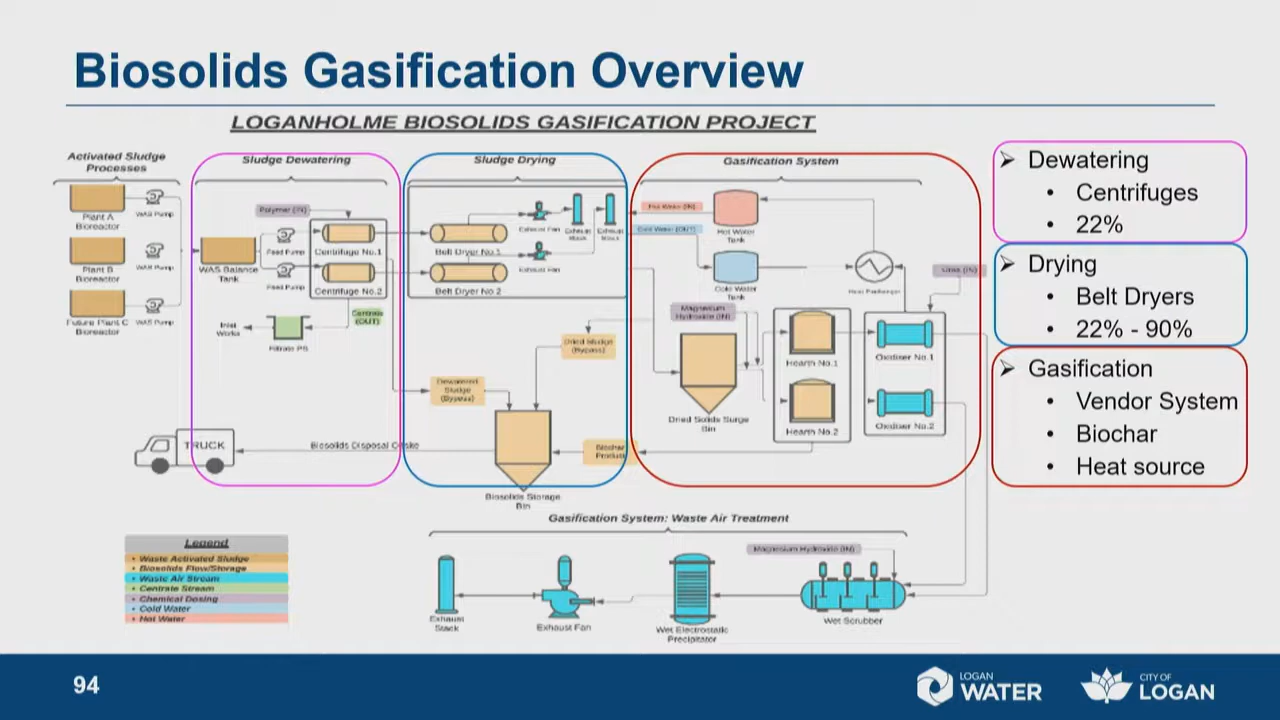 Biosolids Gasification Overview
LOGANHOLME BIOSOLIDS GASIFICATION PROJECT
Activated Sludge
Processes
Sludge Dewatering
Sludge Drying
Gasification System
Plant A
Bioreactor
WAS Pump
Plant B
Bioreactor
WAS Pump
Future Plant C
Bioreactor
WAS Pump
WAS Balance
Tank
Polymer (IN)
Feed Pump
Feed Pump
Centrifuge No.1
Centrifuge No.2
Centrate
(OUT)
Inlet
Works
Filtrate PS
Belt Dryer No.1
Belt Dryer No.2
Exhaust Fan
Exhaust Fan
Exhaust
Stack
Exhaust
Stack
Dried Sludge
(Bypass)
Dewatered
Sludge
(Bypass)
Biosolids Storage
Bin
Biochar
Product
Biosolids Disposal Offsite
TRUCK
Hot Water (IN)
Cold Water (OUT)
Hot Water
Tank
Cold Water
Tank
Heat Exchanger
Magnesium
Hydroxide (IN)
Dried Solids Surge
Bin
Hearth No.1
Hearth No.2
Oxidiser No.1
Oxidiser No.2
Gasification System: Waste Air Treatment
Magnesium Hydroxide (IN)
Exhaust
Stack
Exhaust Fan
Wet Electrostatic
Precipitator
Wet Scrubber
Legend
• Waste Activated Sludge
• Biosolids Flow/Storage
• Waste Air Stream
• Centrate Stream
• Chemical Dosing
• Cold Water
• Hot Water
➢ Dewatering
• Centrifuges
• 22%
➢ Drying
• Belt Dryers
• 22% - 90%
➢ Gasification
• Vendor System
• Biochar
• Heat source
94
LOGAN
WATER
CITY OF
LOGAN